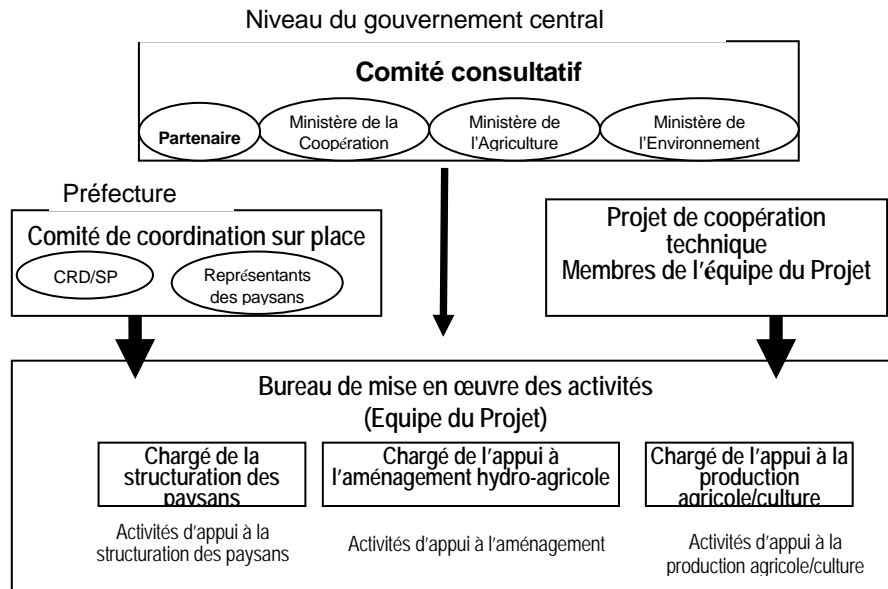 Niveau du gouvernement central
Comité consultatif
Partenaire
Ministère de la
Coopération
Ministère de
l'Agriculture
Ministère de
l'Environnement
Préfecture
Comité de coordination sur place
CRD/SP
Représentants
des paysans
Projet de coopération
technique
Membres de l'équipe du Projet
Bureau de mise en œuvre des activités
(Equipe du Projet)
Chargé de la
structuration des
paysans
Chargé de l'appui à
l'aménagement hydro-agricole
Chargé de l'appui à la
production
agricole/culture
Activités d'appui à la
structuration des paysans
Activités d'appui à l'aménagement
Activités d'appui à la
production agricole/culture